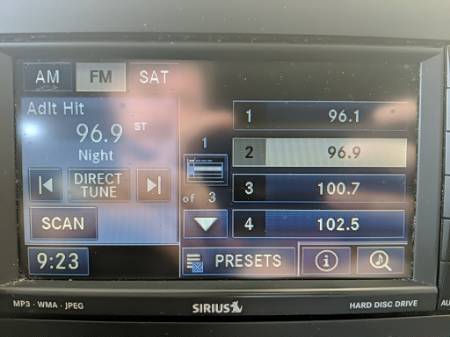 AM FM SAT
Adlt Hit
96.9 ST
Night
DIRECT
TUNE
SCAN
9:23
1
of 3
1 96.1
2 96.9
3 100.7
4 102.5
PRESETS
MP3 · WMA · JPEG
SIRIUS
HARD DISC DRIVE
AU